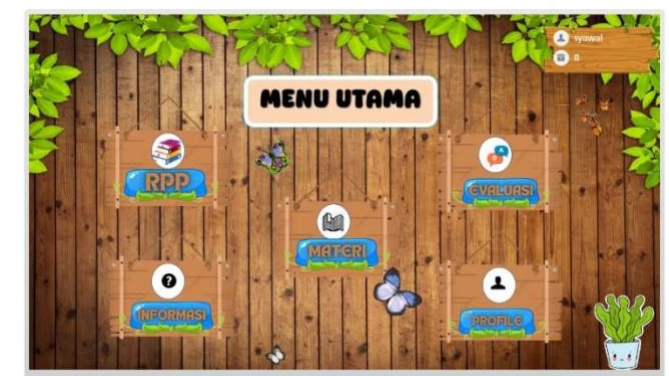 syawal
8
MENU UTAMA
RPP
EVALUASI
MATERI
INFORMASI
PROFILE